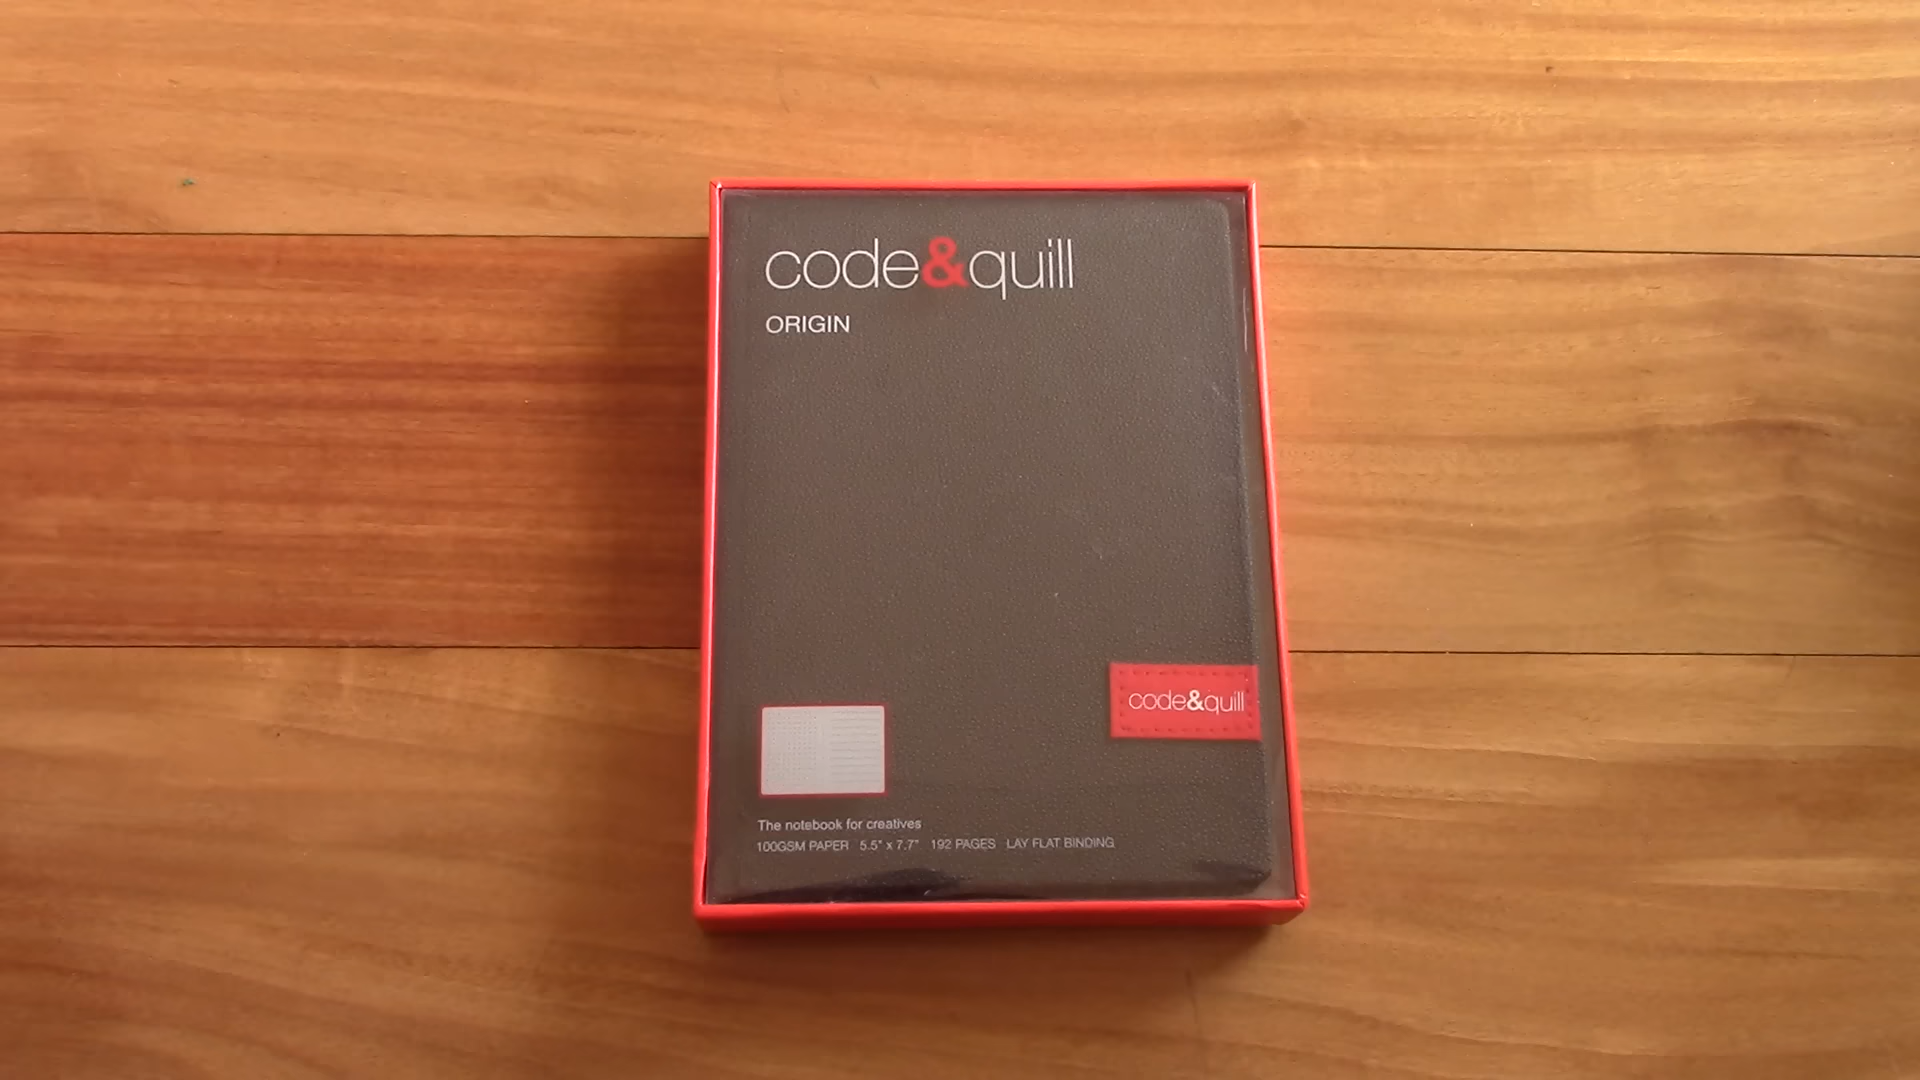 code&quill
ORIGIN
code&quill
The notebook for creatives
100GSM PAPER 5.5" x 7.7" 192 PAGES LAY FLAT BINDING